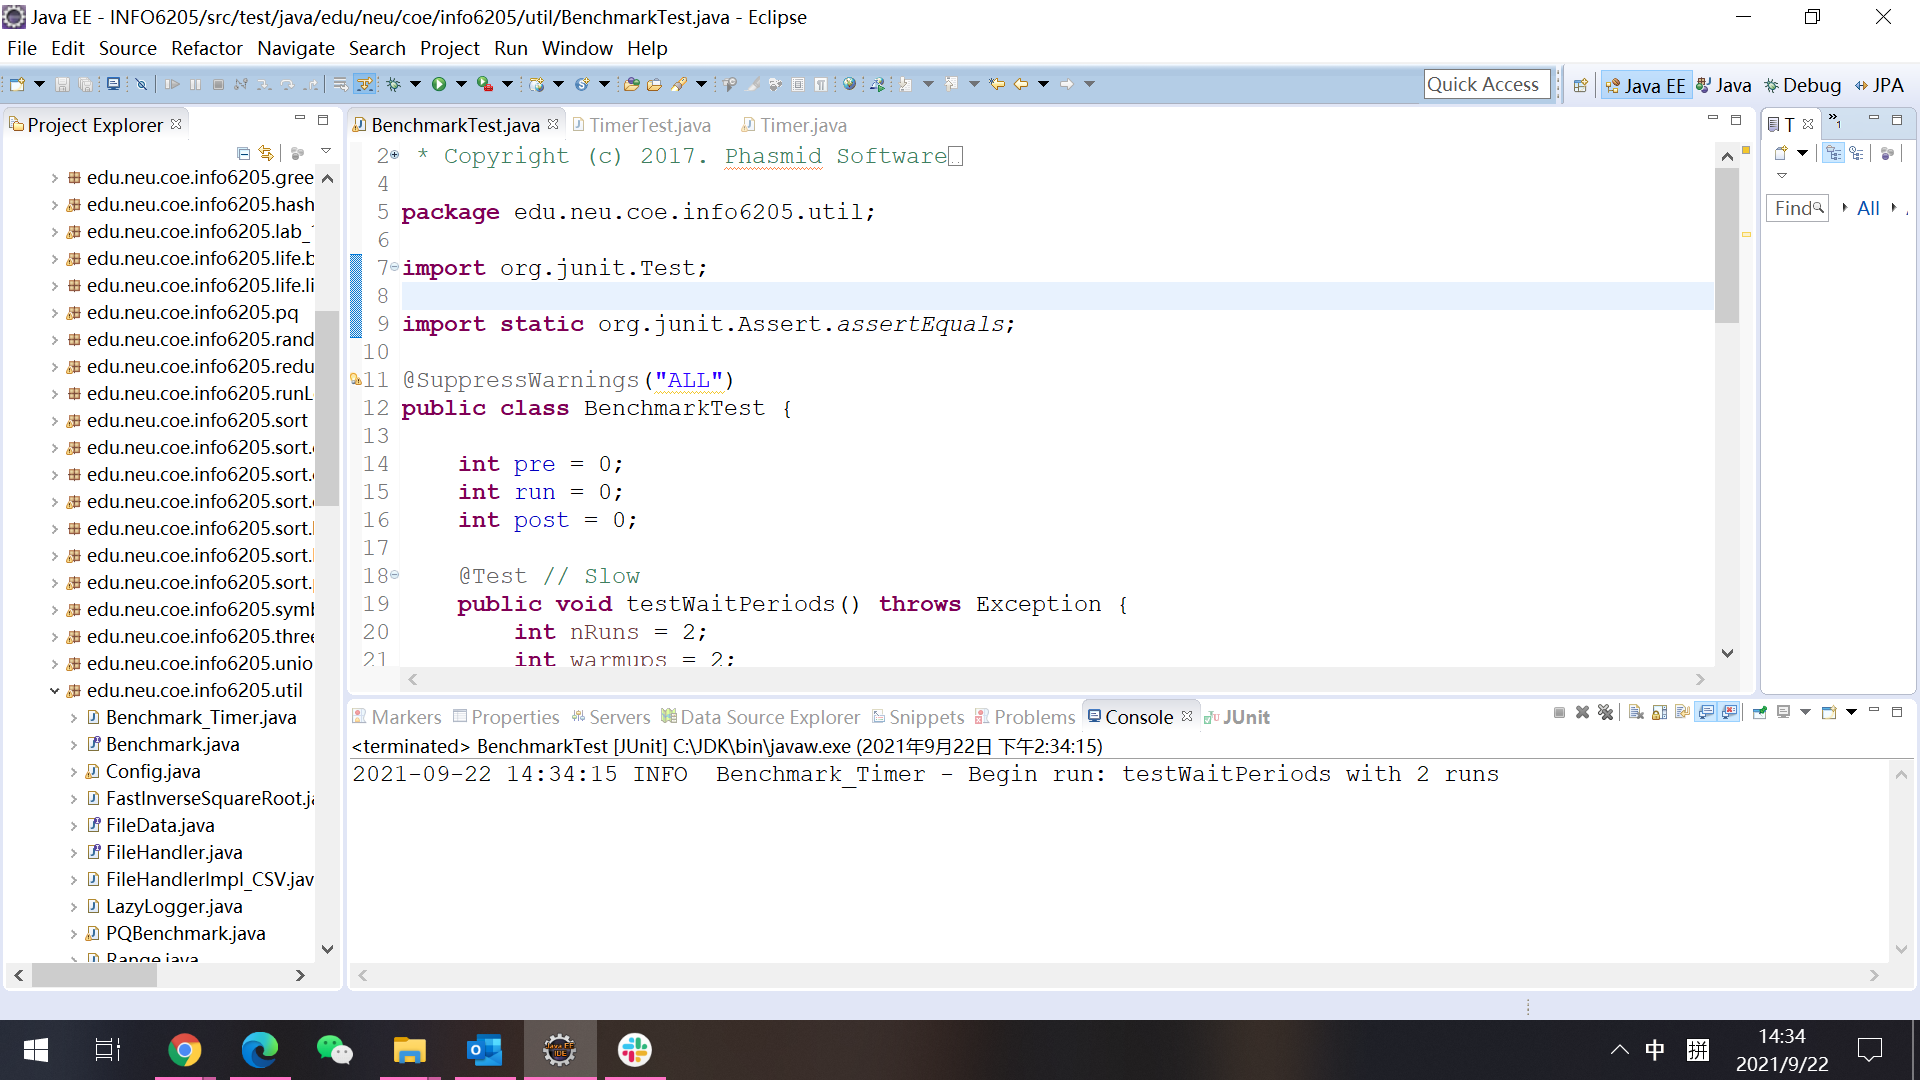 Java EE - INFO6205/src/test/java/edu/neu/coe/info6205/util/BenchmarkTest.java - Eclipse
File Edit Source Refactor Navigate Search Project Run Window Help
Quick Access
Java EE Java Debug JPA
Project Explorer
edu.neu.coe.info6205.gree
edu.neu.coe.info6205.hash
edu.neu.coe.info6205.lab_
edu.neu.coe.info6205.life.b
edu.neu.coe.info6205.life.li
edu.neu.coe.info6205.pq
edu.neu.coe.info6205.rand
edu.neu.coe.info6205.redu
edu.neu.coe.info6205.runL
edu.neu.coe.info6205.sort
edu.neu.coe.info6205.sort.
edu.neu.coe.info6205.sort.
edu.neu.coe.info6205.sort.
edu.neu.coe.info6205.sort.
edu.neu.coe.info6205.sort.
edu.neu.coe.info6205.sort.
edu.neu.coe.info6205.symb
edu.neu.coe.info6205.three
edu.neu.coe.info6205.unio
edu.neu.coe.info6205.util
Benchmark_Timer.java
Benchmark.java
Config.java
FastInverseSquareRoot.ja
FileData.java
FileHandler.java
FileHandlerImpl_CSV.jav
LazyLogger.java
PQBenchmark.java
Range.java
BenchmarkTest.java TimerTest.java Timer.java
2 * Copyright (c) 2017. Phasmid Software
4
5 package edu.neu.coe.info6205.util;
6
7 import org.junit.Test;
8
9 import static org.junit.Assert.assertEquals;
10
11 @SuppressWarnings("ALL")
12 public class BenchmarkTest {
13
14 int pre = 0;
15 int run = 0;
16 int post = 0;
17
18 @Test // Slow
19 public void testWaitPeriods() throws Exception {
20 int nRuns = 2;
21 int warmups = 2;
T
1
Find All
Markers Properties Servers Data Source Explorer Snippets Problems Console JUnit
<terminated> BenchmarkTest [JUnit] C:\JDK\bin\javaw.exe (2021年9月22日 下午2:34:15)
2021-09-22 14:34:15 INFO  Benchmark_Timer - Begin run: testWaitPeriods with 2 runs
中 拼
14:34
2021/9/22